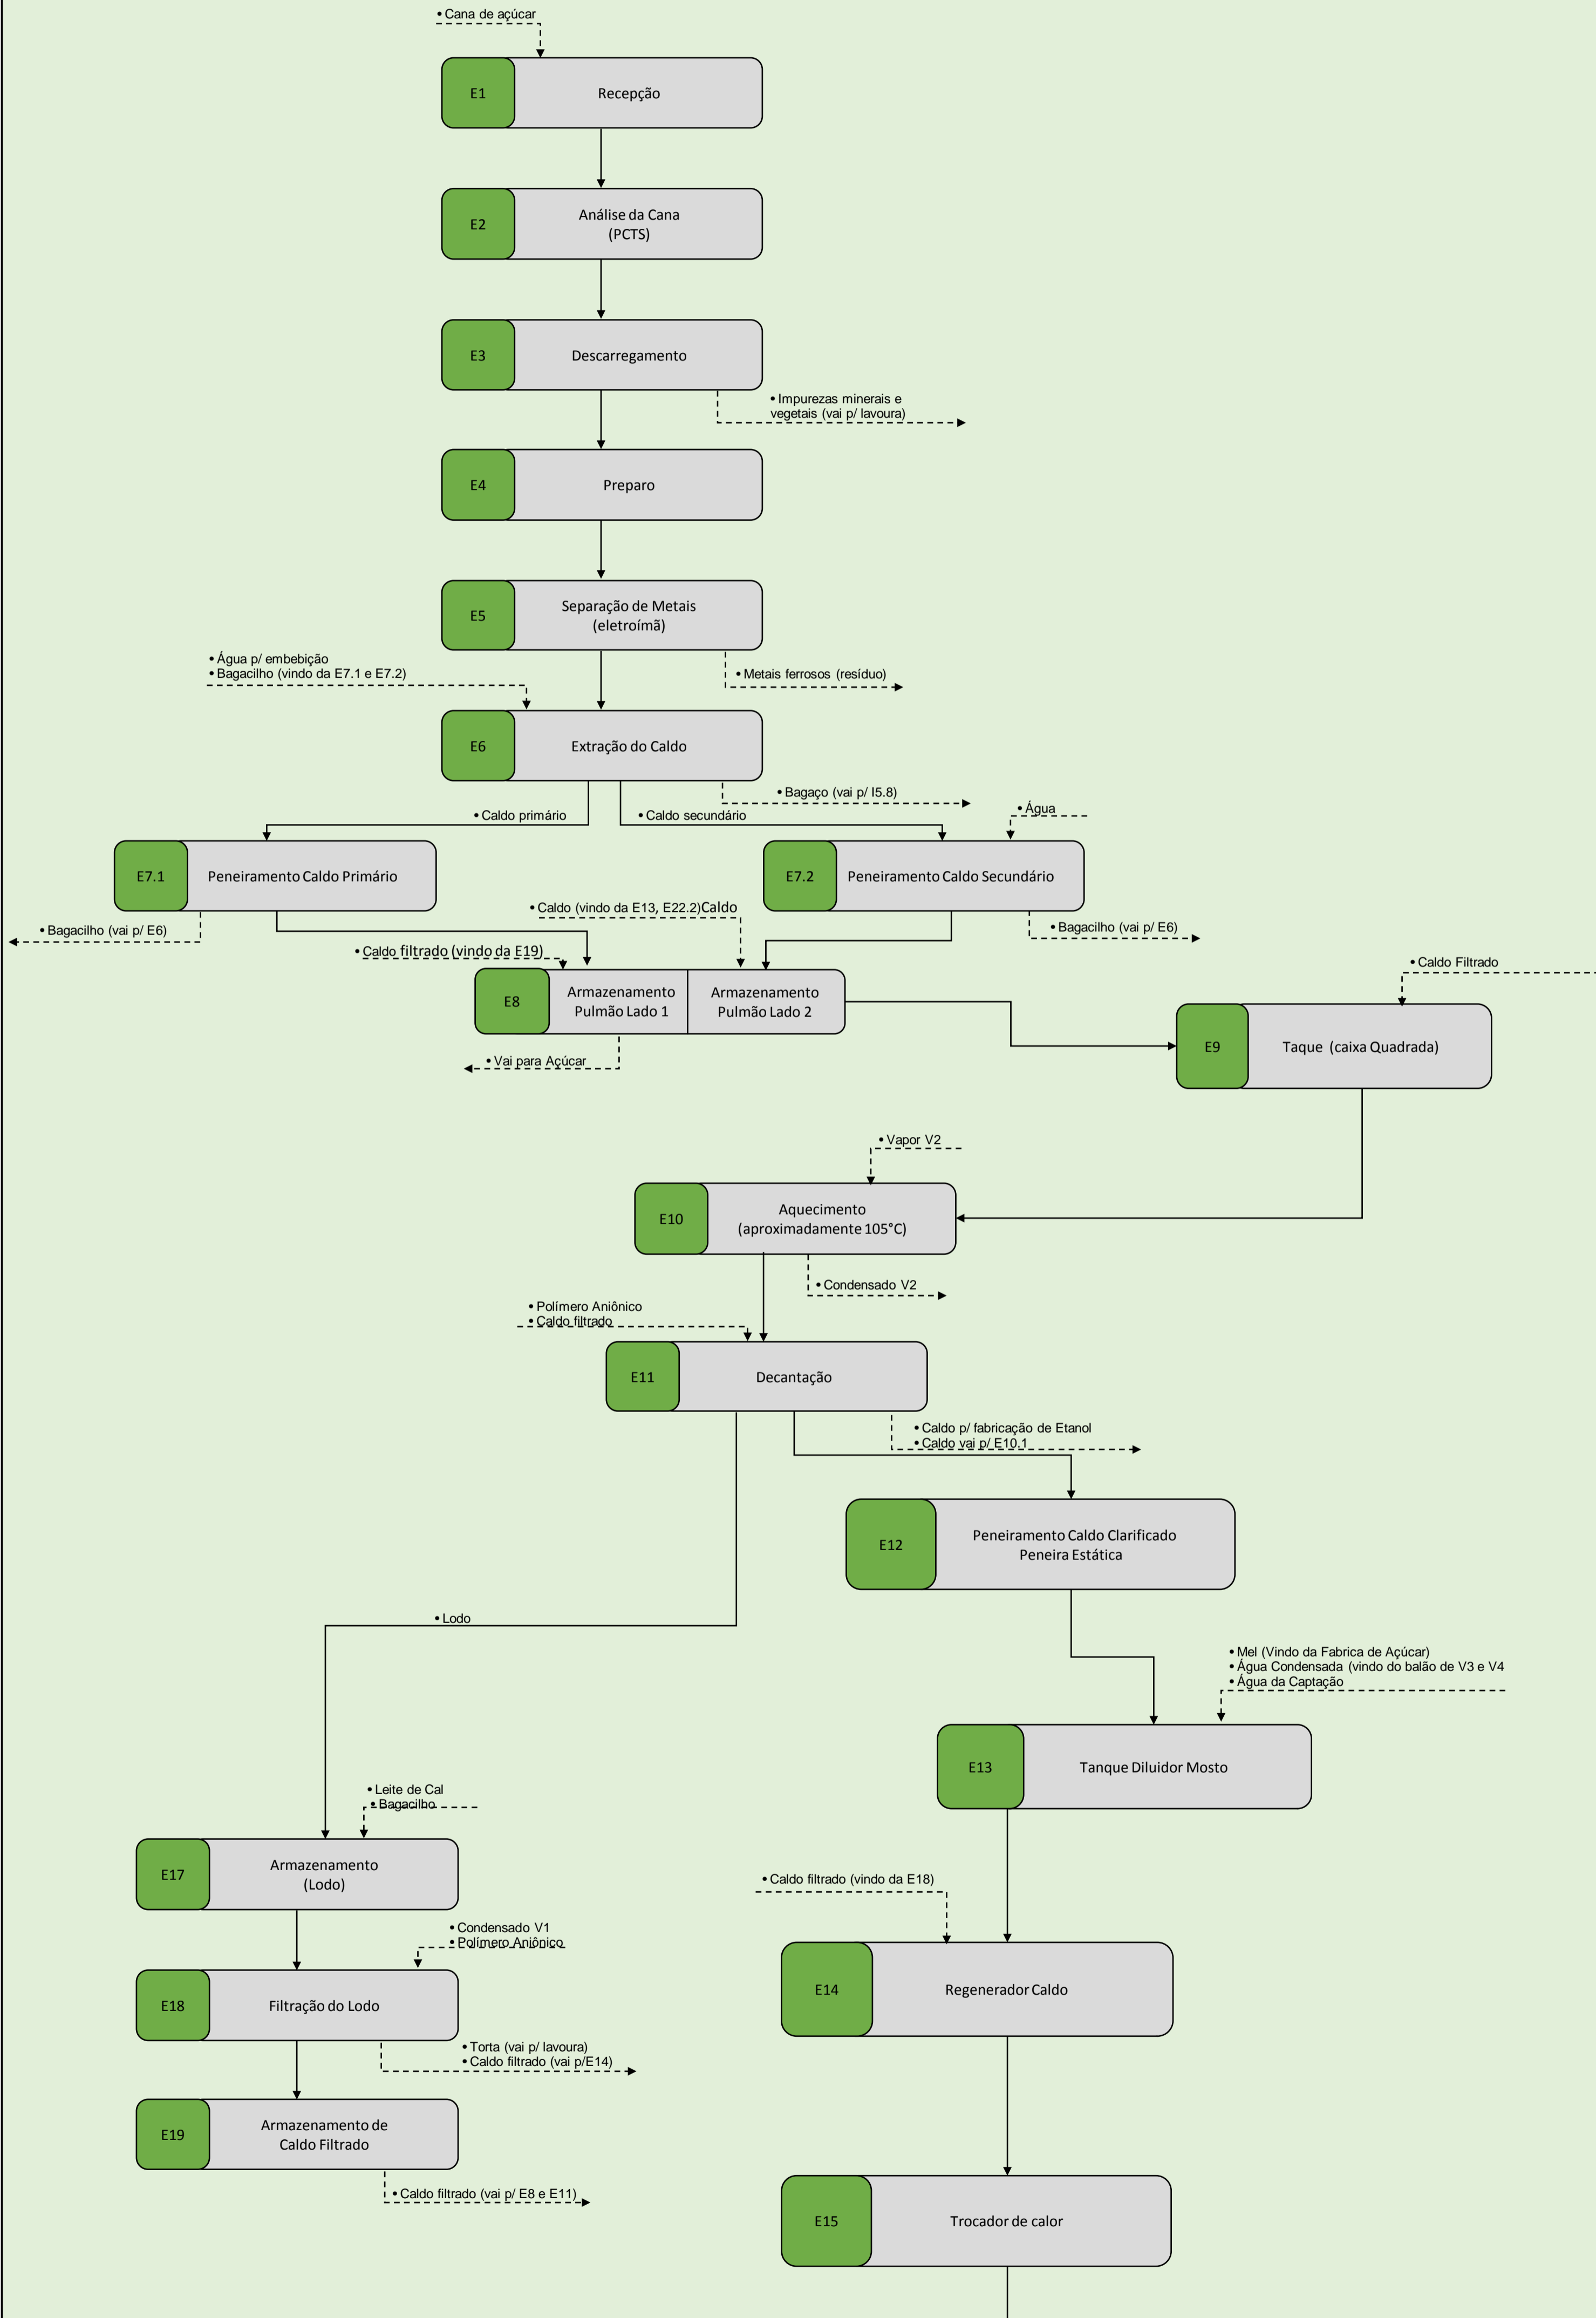 • Cana de açúcar
E1
Recepção
E2
Análise da Cana
(PCTS)
E3
Descarregamento
• Impurezas minerais e
vegetais (vai p/ lavoura)
E4
Preparo
E5
Separação de Metais
(eletroímã)
• Água p/ embebição
• Bagacilho (vindo da E7.1 e E7.2)
• Metais ferrosos (resíduo)
E6
Extração do Caldo
• Bagaço (vai p/ I5.8)
• Caldo primário
• Caldo secundário
• Água
E7.1
Peneiramento Caldo Primário
E7.2
Peneiramento Caldo Secundário
• Bagacilho (vai p/ E6)
• Caldo (vindo da E13, E22.2)Caldo
• Bagacilho (vai p/ E6)
• Caldo filtrado (vindo da E19)
• Caldo Filtrado
E8
Armazenamento
Pulmão Lado 1
Armazenamento
Pulmão Lado 2
E9
Taque (caixa Quadrada)
• Vai para Açúcar
• Vapor V2
E10
Aquecimento
(aproximadamente 105°C)
• Condensado V2
• Polímero Aniônico
• Caldo filtrado
E11
Decantação
• Caldo p/ fabricação de Etanol
• Caldo vai p/ E10.1
E12
Peneiramento Caldo Clarificado
Peneira Estática
• Lodo
• Mel (Vindo da Fabrica de Açúcar)
• Água Condensada (vindo do balão de V3 e V4
• Água da Captação
E13
Tanque Diluidor Mosto
• Leite de Cal
• Bagacilho
E17
Armazenamento
(Lodo)
• Caldo filtrado (vindo da E18)
• Condensado V1
• Polímero Aniônico
E18
Filtração do Lodo
E14
Regenerador Caldo
• Torta (vai p/ lavoura)
• Caldo filtrado (vai p/E14)
E19
Armazenamento de
Caldo Filtrado
• Caldo filtrado (vai p/ E8 e E11)
E15
Trocador de calor